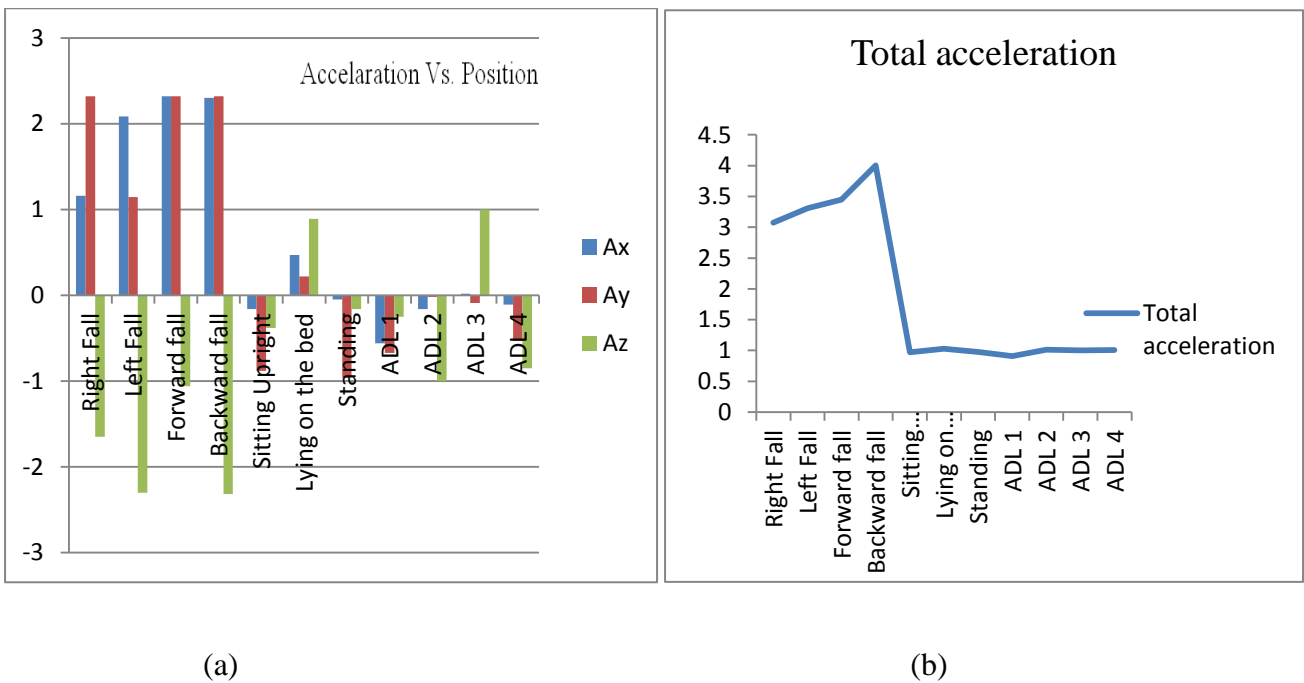 Accelaration Vs. Position
3
2
1
0
-1
-2
-3
Right Fall
Left Fall
Forward fall
Backward fall
Sitting Upright
Lying on the bed
Standing
ADL 1
ADL 2
ADL 3
ADL 4
Ax
Ay
Az
(a)
Total acceleration
4.5
4
3.5
3
2.5
2
1.5
1
0.5
0
Right Fall
Left Fall
Forward fall
Backward fall
Sitting...
Lying on...
Standing
ADL 1
ADL 2
ADL 3
ADL 4
Total
acceleration
(b)